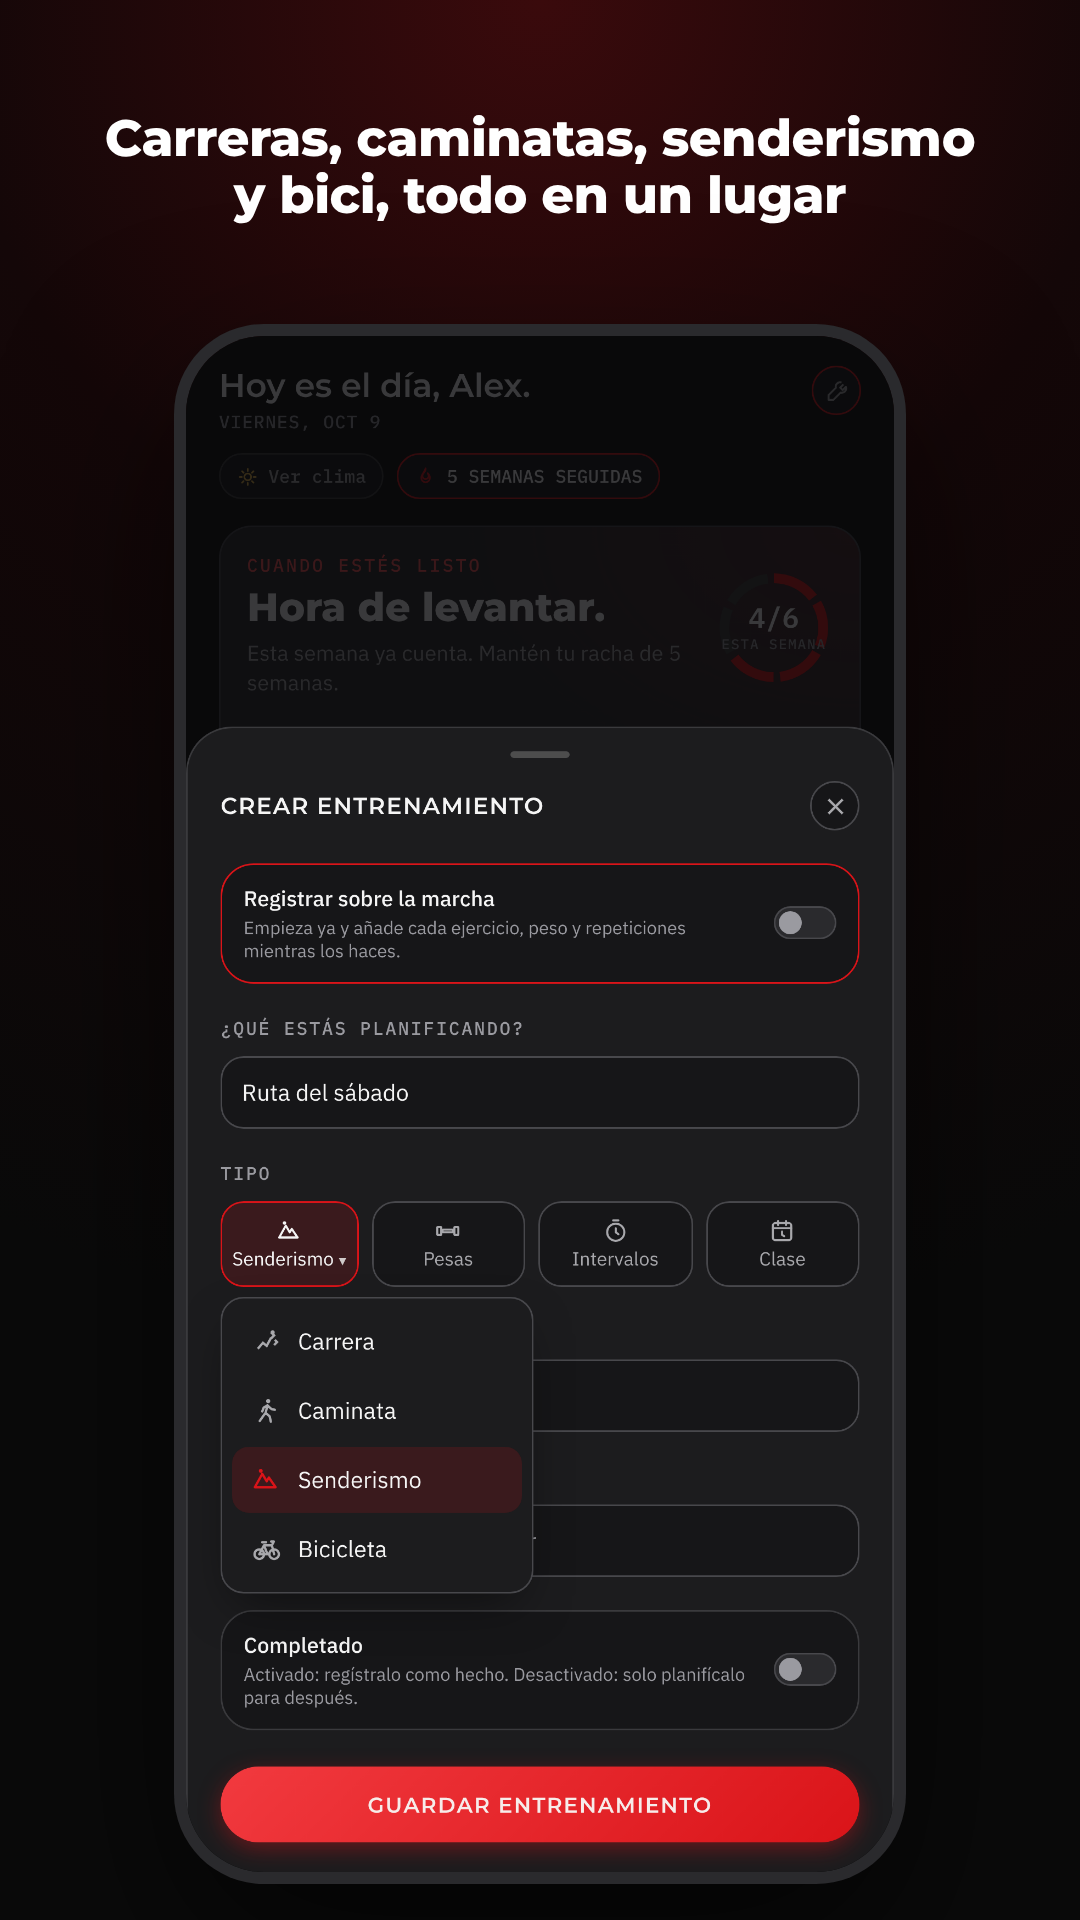 Carreras, caminatas, senderismo
y bici, todo en un lugar
Hoy es el día, Alex.
VIERNES, OCT 9
Ver clima
5 SEMANAS SEGUIDAS
CUANDO ESTÉS LISTO
Hora de levantar.
Esta semana ya cuenta. Mantén tu racha de 5
semanas.
4/6
ESTA SEMANA
CREAR ENTRENAMIENTO
Registrar sobre la marcha
Empieza ya y añade cada ejercicio, peso y repeticiones
mientras los haces.
¿QUÉ ESTÁS PLANIFICANDO?
Ruta del sábado
TIPO
Senderismo ▾
Pesas
Intervalos
Clase
Carrera
Caminata
Senderismo
Bicicleta
Completado
Activado: regístralo como hecho. Desactivado: solo planifícalo
para después.
GUARDAR ENTRENAMIENTO